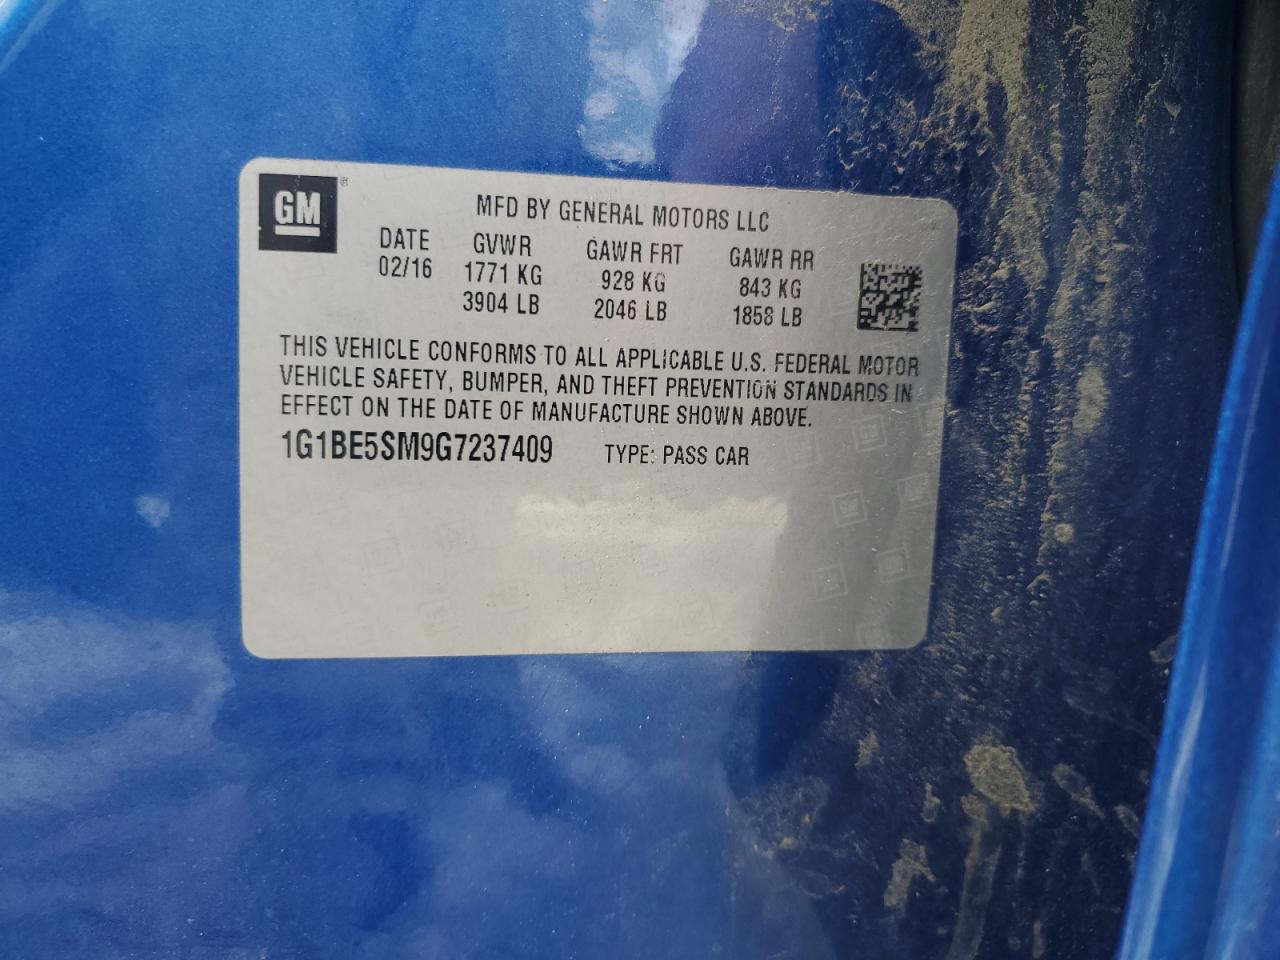 GM
MFD BY GENERAL MOTORS LLC
DATE GVWR GAWR FRT GAWR RR
02/16 1771 KG 928 KG 843 KG
3904 LB 2046 LB 1858 LB
THIS VEHICLE CONFORMS TO ALL APPLICABLE U.S. FEDERAL MOTOR
VEHICLE SAFETY, BUMPER, AND THEFT PREVENTION STANDARDS IN
EFFECT ON THE DATE OF MANUFACTURE SHOWN ABOVE.
1G1BE5SM9G7237409 TYPE: PASS CAR